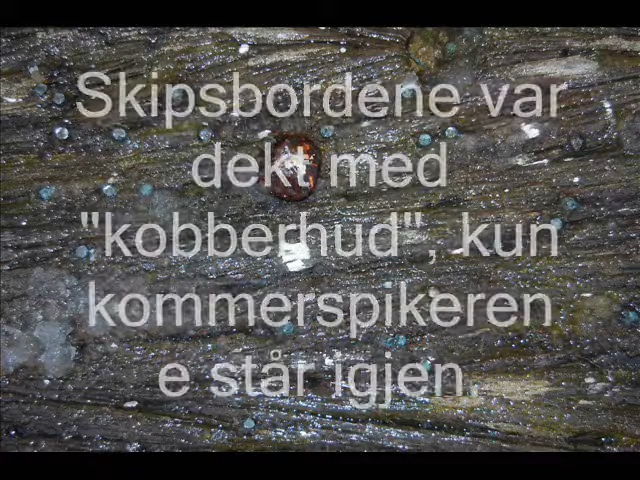 Skipsbordene var
dekt med
"kobberhud", kun
kommerspikeren
e står igjen.